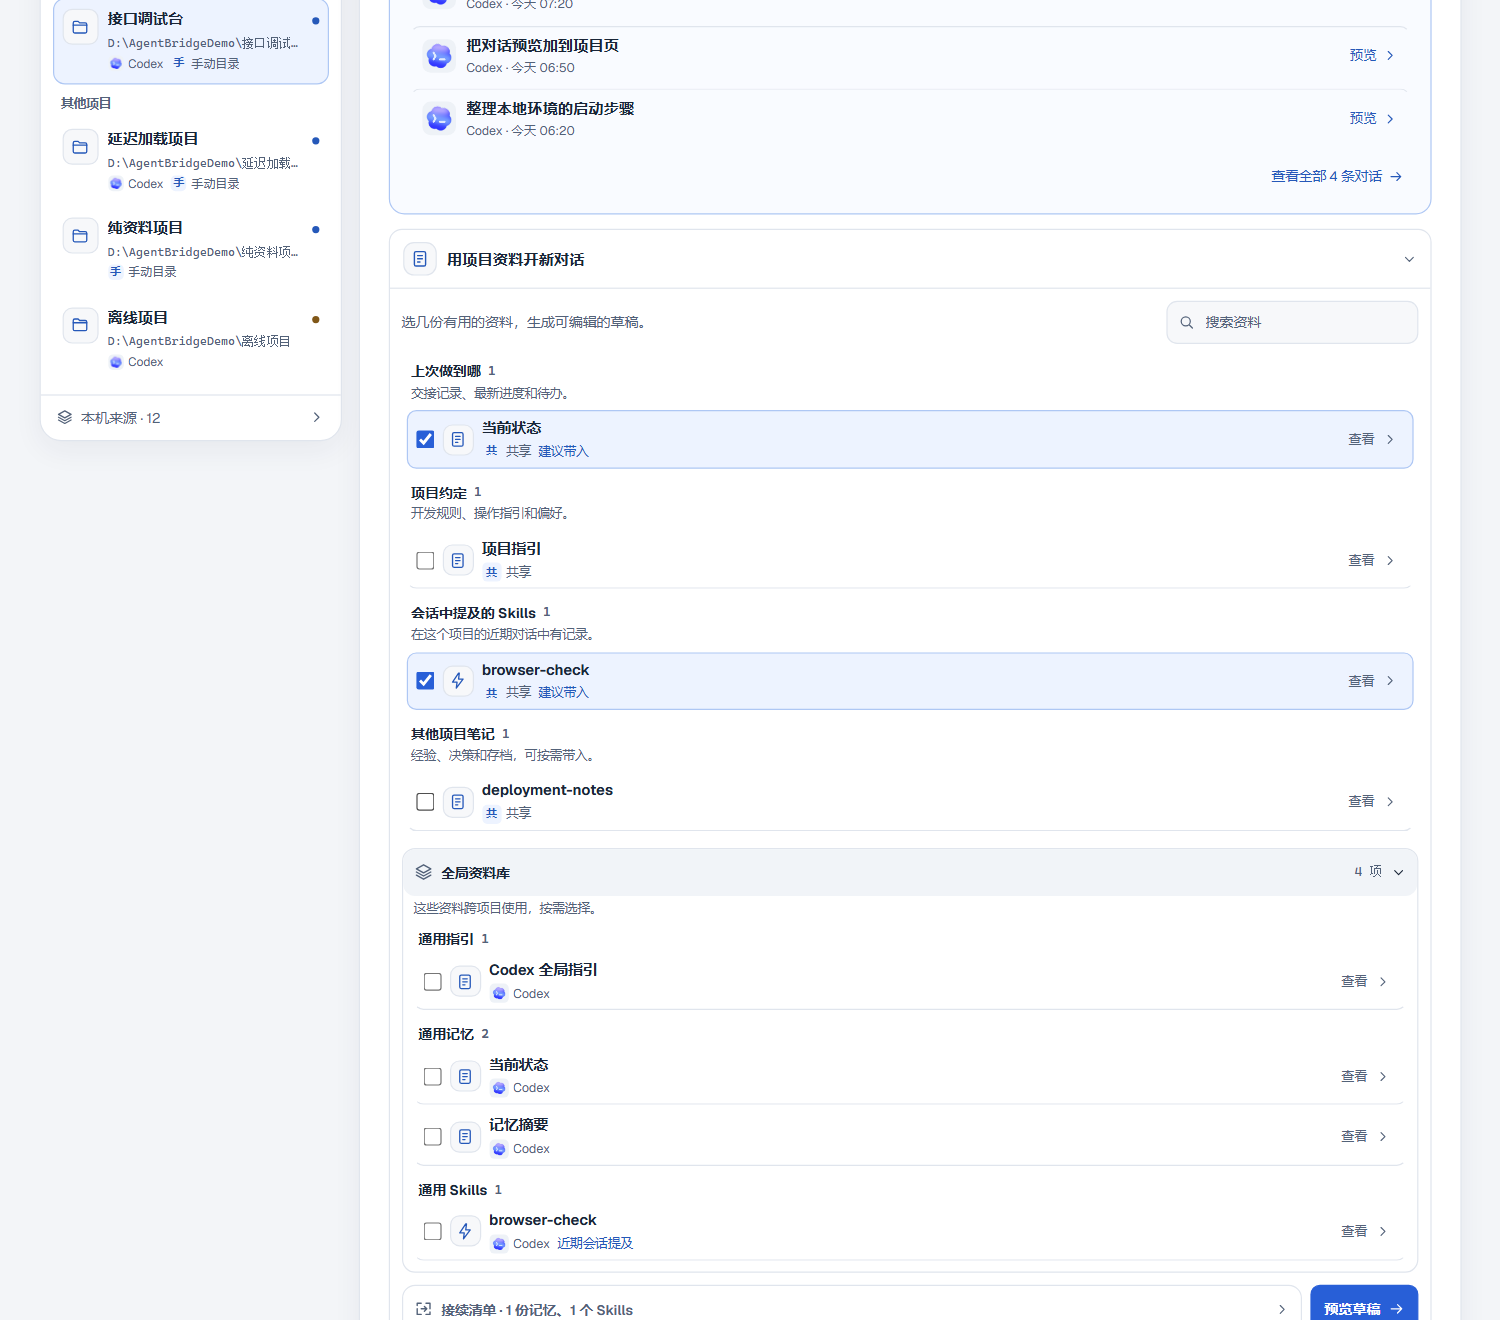 接口调试台
D:\AgentBridgeDemo\接口调试…
Codex 手 手动目录
其他项目
延迟加载项目
D:\AgentBridgeDemo\延迟加载…
Codex 手 手动目录
纯资料项目
D:\AgentBridgeDemo\纯资料项…
手 手动目录
离线项目
D:\AgentBridgeDemo\离线项目
Codex
本机来源 · 12
Codex · 今天 07:20
把对话预览加到项目页
Codex · 今天 06:50
预览
整理本地环境的启动步骤
Codex · 今天 06:20
预览
查看全部 4 条对话
用项目资料开新对话
选几份有用的资料，生成可编辑的草稿。
搜索资料
上次做到哪 1
交接记录、最新进度和待办。
当前状态
共 共享 建议带入
查看
项目约定 1
开发规则、操作指引和偏好。
项目指引
共 共享
查看
会话中提及的 Skills 1
在这个项目的近期对话中有记录。
browser-check
共 共享 建议带入
查看
其他项目笔记 1
经验、决策和存档，可按需带入。
deployment-notes
共 共享
查看
全局资料库
4 项
这些资料跨项目使用，按需选择。
通用指引 1
Codex 全局指引
Codex
查看
通用记忆 2
当前状态
Codex
查看
记忆摘要
Codex
查看
通用 Skills 1
browser-check
Codex 近期会话提及
查看
接续清单 · 1 份记忆、1 个 Skills
预览草稿